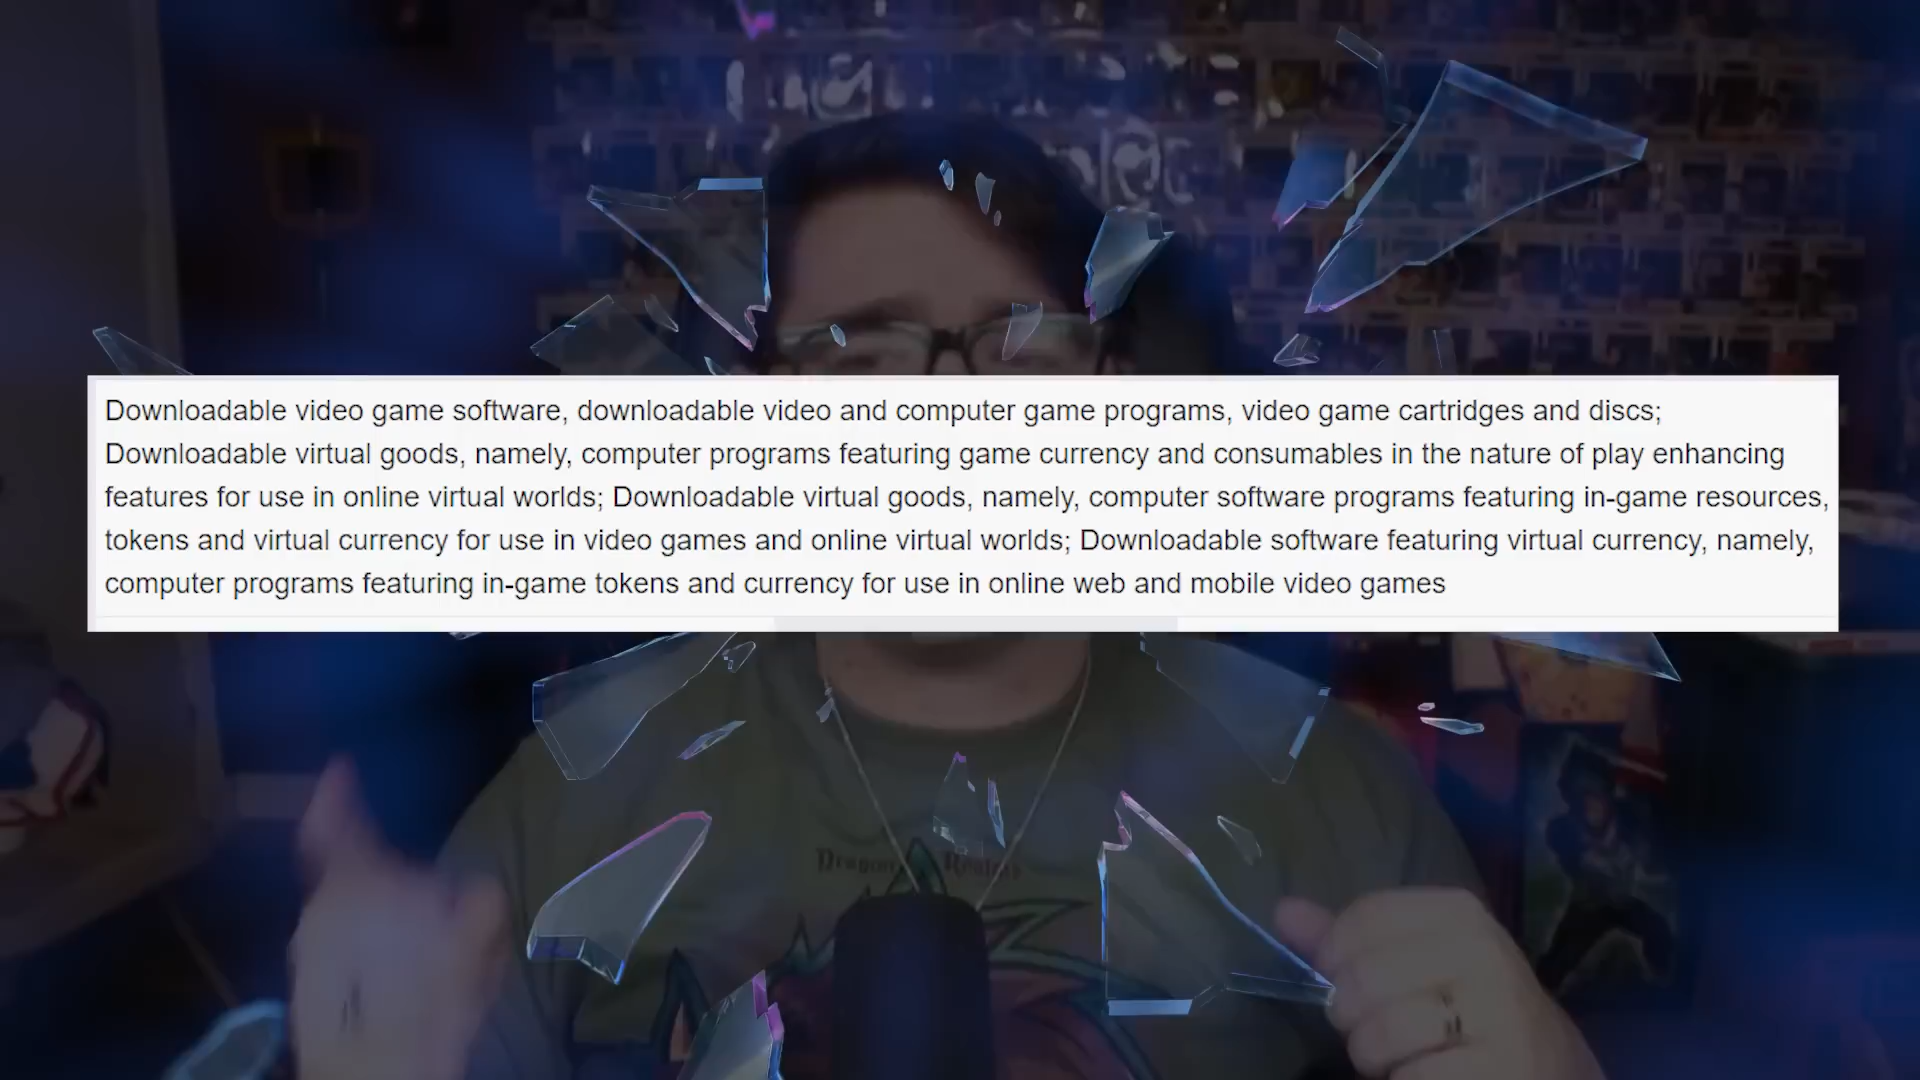 Downloadable video game software, downloadable video and computer game programs, video game cartridges and discs;
Downloadable virtual goods, namely, computer programs featuring game currency and consumables in the nature of play enhancing
features for use in online virtual worlds; Downloadable virtual goods, namely, computer software programs featuring in-game resources,
tokens and virtual currency for use in video games and online virtual worlds; Downloadable software featuring virtual currency, namely,
computer programs featuring in-game tokens and currency for use in online web and mobile video games